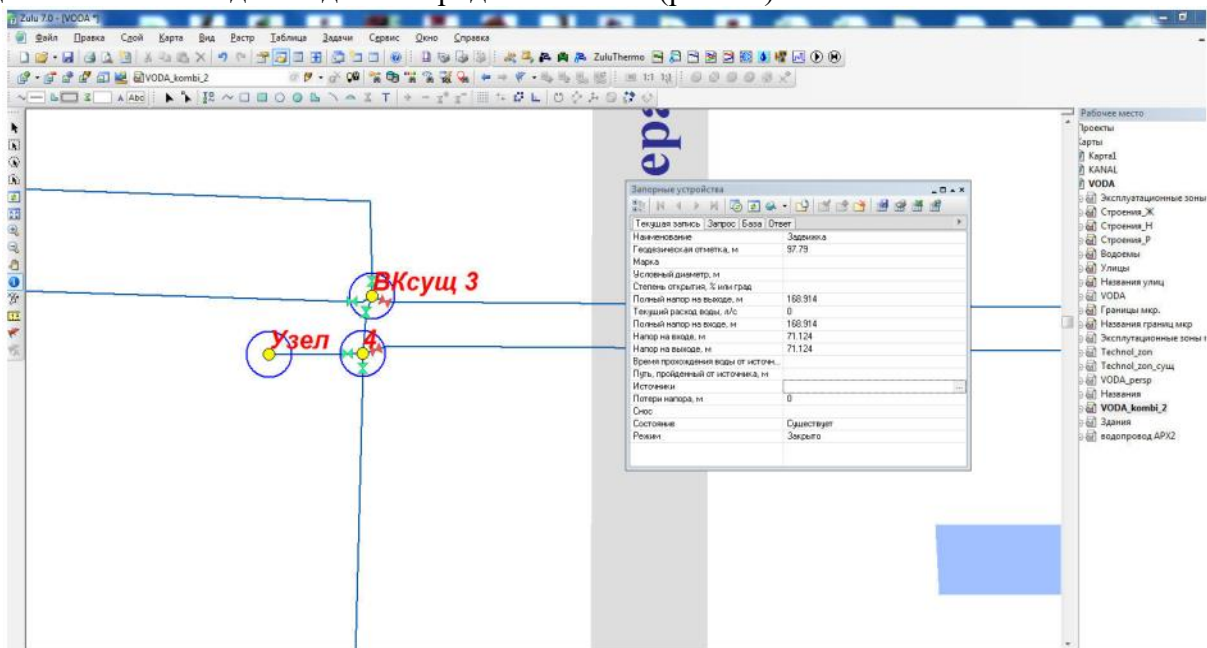 Zulu 7.0 - [VODA *]
Файл Правка Слой Карта Вид Растр Таблица Задачи Сервис Окно Справка
ZuluThermo
VODA_kombi_2
1:1
Abc
ера
ВКсущ 3
Узел 4
Запорные устройства
Текущая запись Запрос База Ответ
Наименование Задвижка
Геодезическая отметка, м 97.79
Марка
Условный диаметр, м
Степень открытия, % или град
Полный напор на выходе, м 168.914
Текущий расход воды, л/с 0
Полный напор на входе, м 168.914
Напор на входе, м 71.124
Напор на выходе, м 71.124
Время прохождения воды от источн...
Путь, пройденный от источника, м
Источники ...
Потери напора, м 0
Снос
Состояние Существует
Режим Закрыто
Рабочее место
Проекты
Карты
Карта1
KANAL
VODA
Эксплуатационные зоны
Строения_Ж
Строения_Н
Строения_Р
Водоемы
Улицы
Названия улиц
VODA
Границы мкр.
Названия границ мкр
Эксплутационные зоны
Technol_zon
Technol_zon_сущ
VODA_persp
Названия
VODA_kombi_2
Здания
водопровод АРХ2